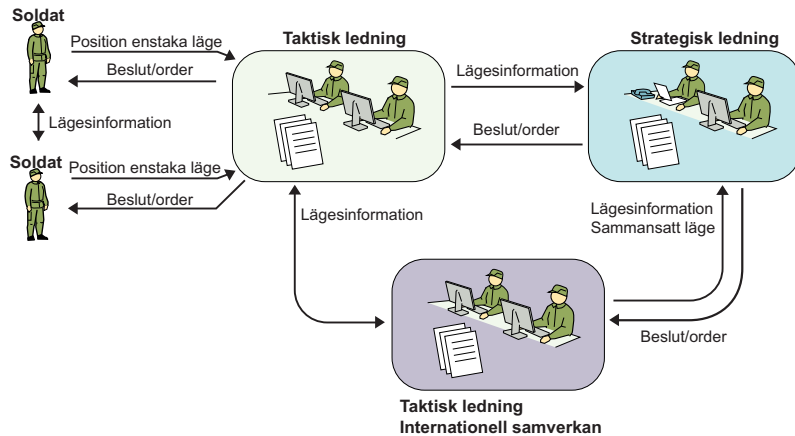 Soldat
Position enstaka läge
Beslut/order
Lägesinformation
Soldat
Position enstaka läge
Beslut/order
Taktisk ledning
Lägesinformation
Beslut/order
Strategisk ledning
Lägesinformation
Lägesinformation
Sammansatt läge
Beslut/order
Taktisk ledning
Internationell samverkan